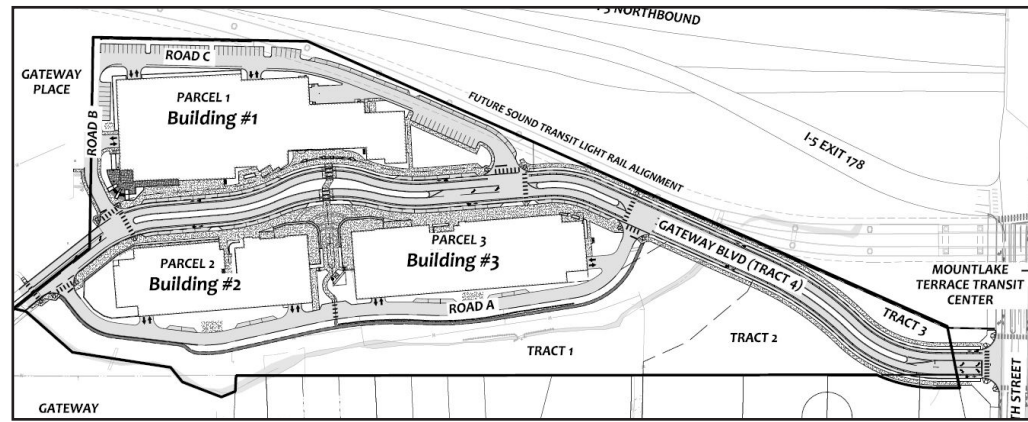 I-5 NORTHBOUND
ROAD C
GATEWAY
PLACE
PARCEL 1
Building #1
ROAD B
FUTURE SOUND TRANSIT LIGHT RAIL ALIGNMENT
I-5 EXIT 178
PARCEL 2
Building #2
PARCEL 3
Building #3
GATEWAY BLVD (TRACT 4)
MOUNTLAKE
TERRACE TRANSIT
CENTER
ROAD A
TRACT 3
TRACT 1
TRACT 2
GATEWAY
TH STREET